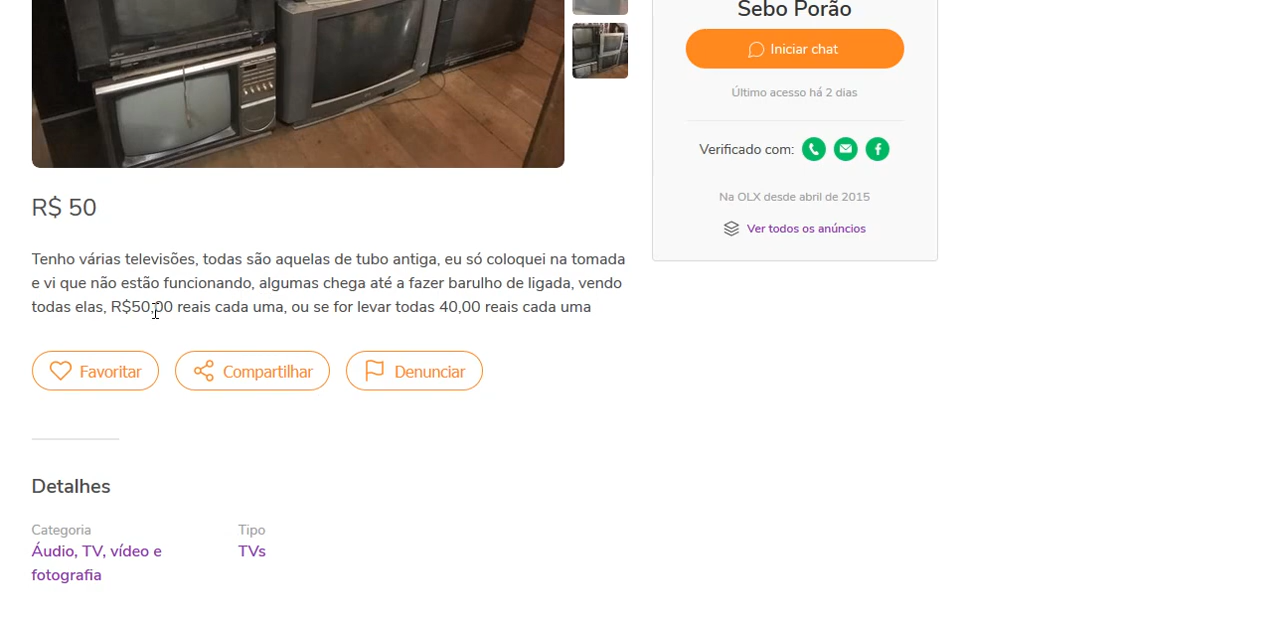 Sebo Porão
Iniciar chat
Último acesso há 2 dias
Verificado com:
Na OLX desde abril de 2015
Ver todos os anúncios
R$ 50
Tenho várias televisões, todas são aquelas de tubo antiga, eu só coloquei na tomada
e vi que não estão funcionando, algumas chega até a fazer barulho de ligada, vendo
todas elas, R$50,00 reais cada uma, ou se for levar todas 40,00 reais cada uma
Favoritar
Compartilhar
Denunciar
Detalhes
Categoria
Áudio, TV, vídeo e
fotografia
Tipo
TVs